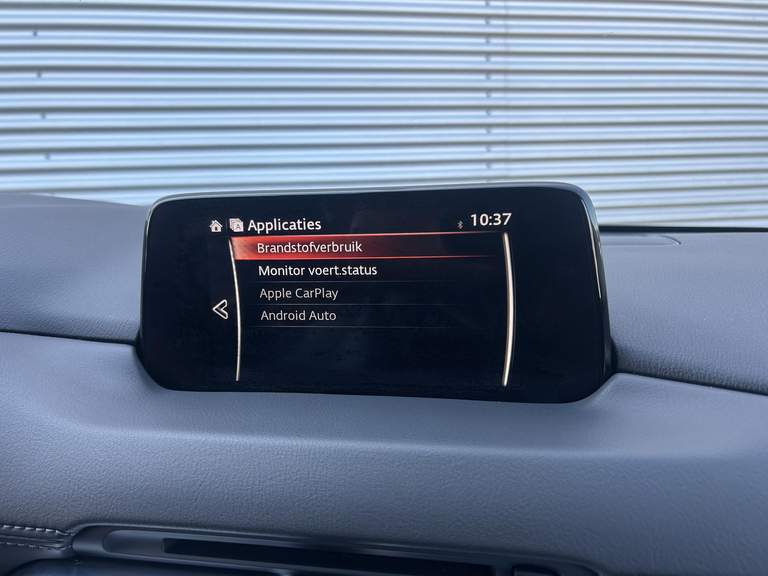 Applicaties 10:37
Brandstofverbruik
Monitor voert.status
Apple CarPlay
Android Auto